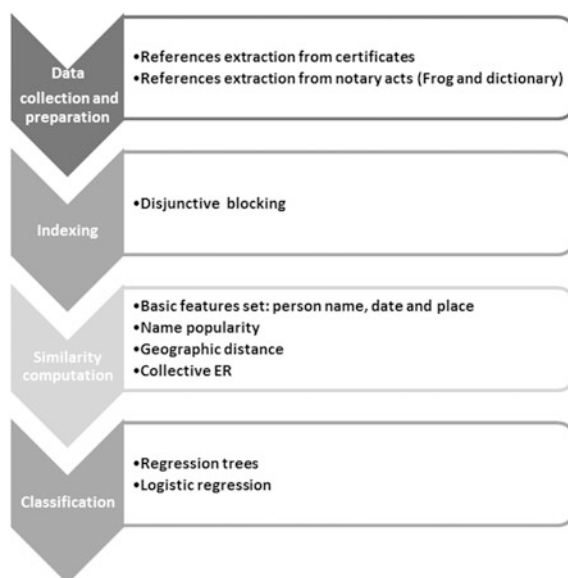 Data
collection and
preparation
•References extraction from certificates
•References extraction from notary acts (Frog and dictionary)
Indexing
•Disjunctive blocking
Similarity
computation
•Basic features set: person name, date and place
•Name popularity
•Geographic distance
•Collective ER
Classification
•Regression trees
•Logistic regression